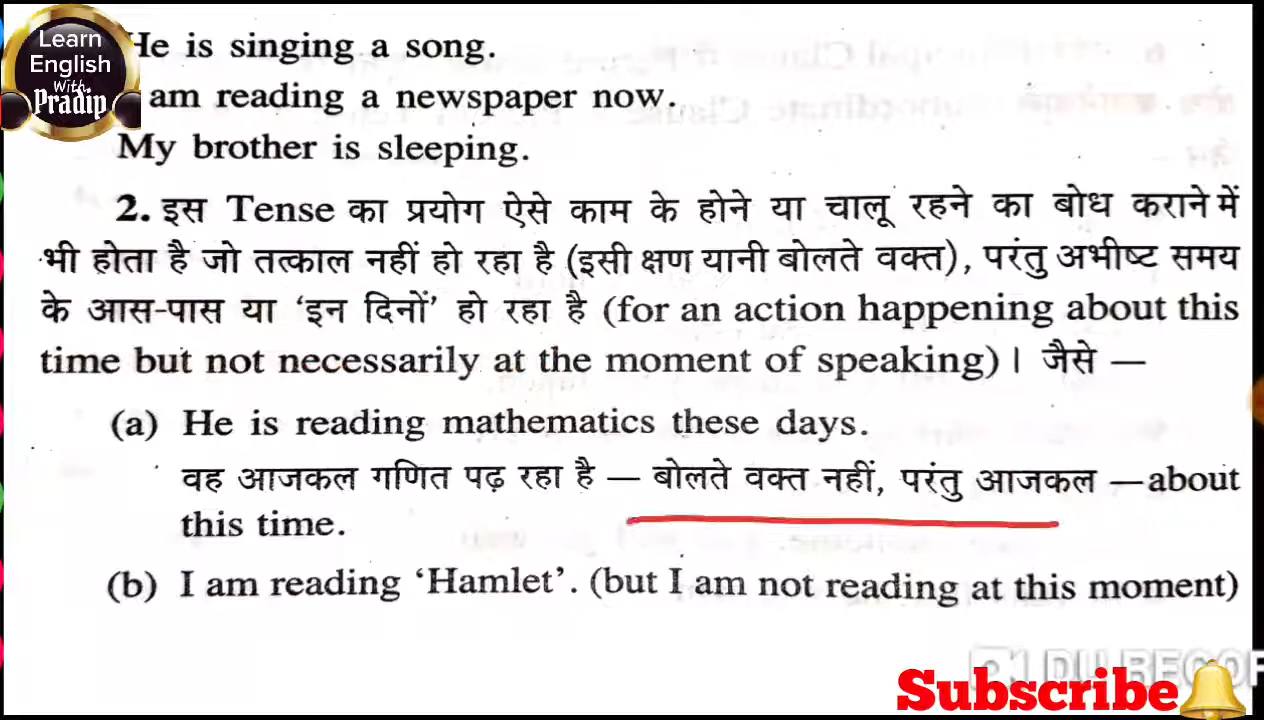 Learn
English
With
Pradip
He is singing a song.
am reading a newspaper now.
My brother is sleeping.
2. इस Tense का प्रयोग ऐसे काम के होने या चालू रहने का बोध कराने में
भी होता है जो तत्काल नहीं हो रहा है (इसी क्षण यानी बोलते वक्त), परंतु अभीष्ट समय
के आस-पास या ‘इन दिनों’ हो रहा है (for an action happening about this
time but not necessarily at the moment of speaking)। जैसे —
(a) He is reading mathematics these days.
वह आजकल गणित पढ़ रहा है — बोलते वक्त नहीं, परंतु आजकल —about
this time.
(b) I am reading ‘Hamlet’. (but I am not reading at this moment)
Subscribe